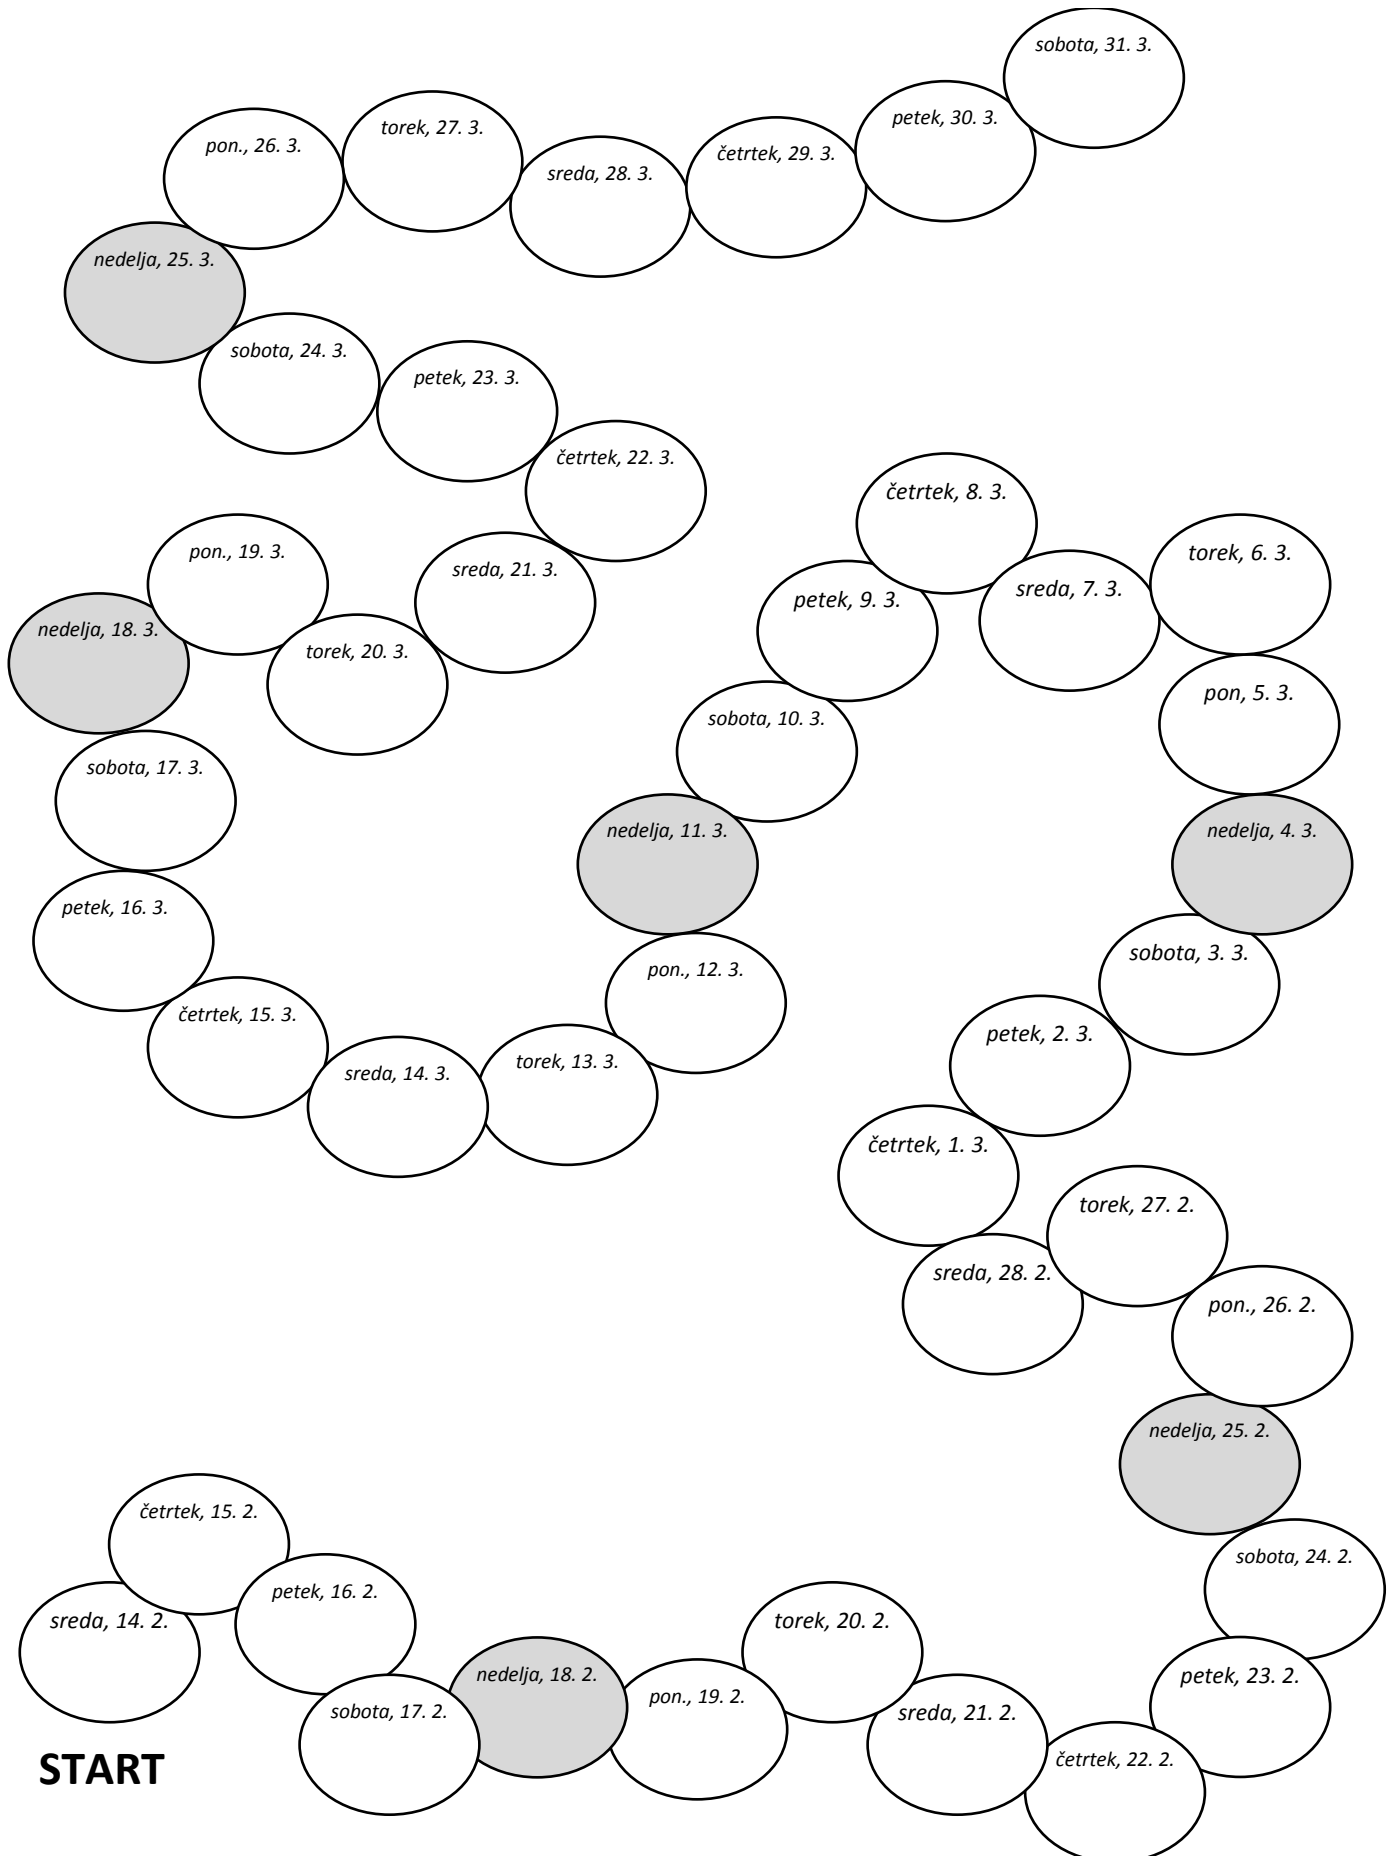 sobota, 31. 3.
petek, 30. 3.
torek, 27. 3.
pon., 26. 3.
četrtek, 29. 3.
sreda, 28. 3.
nedelja, 25. 3.
sobota, 24. 3.
petek, 23. 3.
četrtek, 22. 3.
četrtek, 8. 3.
pon., 19. 3.
torek, 6. 3.
sreda, 21. 3.
sreda, 7. 3.
petek, 9. 3.
nedelja, 18. 3.
torek, 20. 3.
pon, 5. 3.
sobota, 10. 3.
sobota, 17. 3.
nedelja, 11. 3.
nedelja, 4. 3.
petek, 16. 3.
sobota, 3. 3.
pon., 12. 3.
četrtek, 15. 3.
petek, 2. 3.
torek, 13. 3.
sreda, 14. 3.
četrtek, 1. 3.
torek, 27. 2.
sreda, 28. 2.
pon., 26. 2.
nedelja, 25. 2.
četrtek, 15. 2.
sobota, 24. 2.
petek, 16. 2.
sreda, 14. 2.
torek, 20. 2.
nedelja, 18. 2.
petek, 23. 2.
pon., 19. 2.
sobota, 17. 2.
sreda, 21. 2.
četrtek, 22. 2.
START